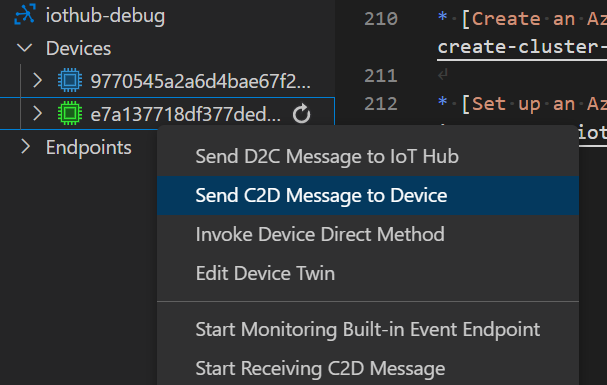 iothub-debug
Devices
9770545a2a6d4bae67f2...
e7a137718df377ded...
Endpoints
Send D2C Message to IoT Hub
Send C2D Message to Device
Invoke Device Direct Method
Edit Device Twin
Start Monitoring Built-in Event Endpoint
Start Receiving C2D Message
210 * [Create an Az
create-cluster-
211
212 * [Set up an Az
iot